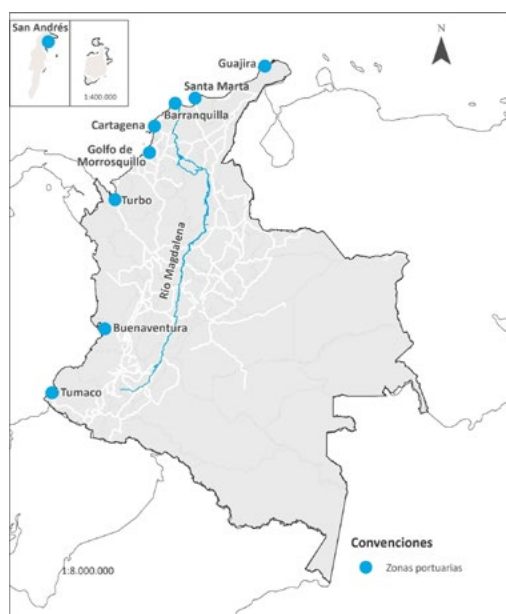 San Andrés
1:400.000
N
Guajira
Santa Marta
Barranquilla
Cartagena
Golfo de
Morrosquillo
Turbo
Río Magdalena
Buenaventura
Tumaco
Convenciones
Zonas portuarias
1:8.000.000